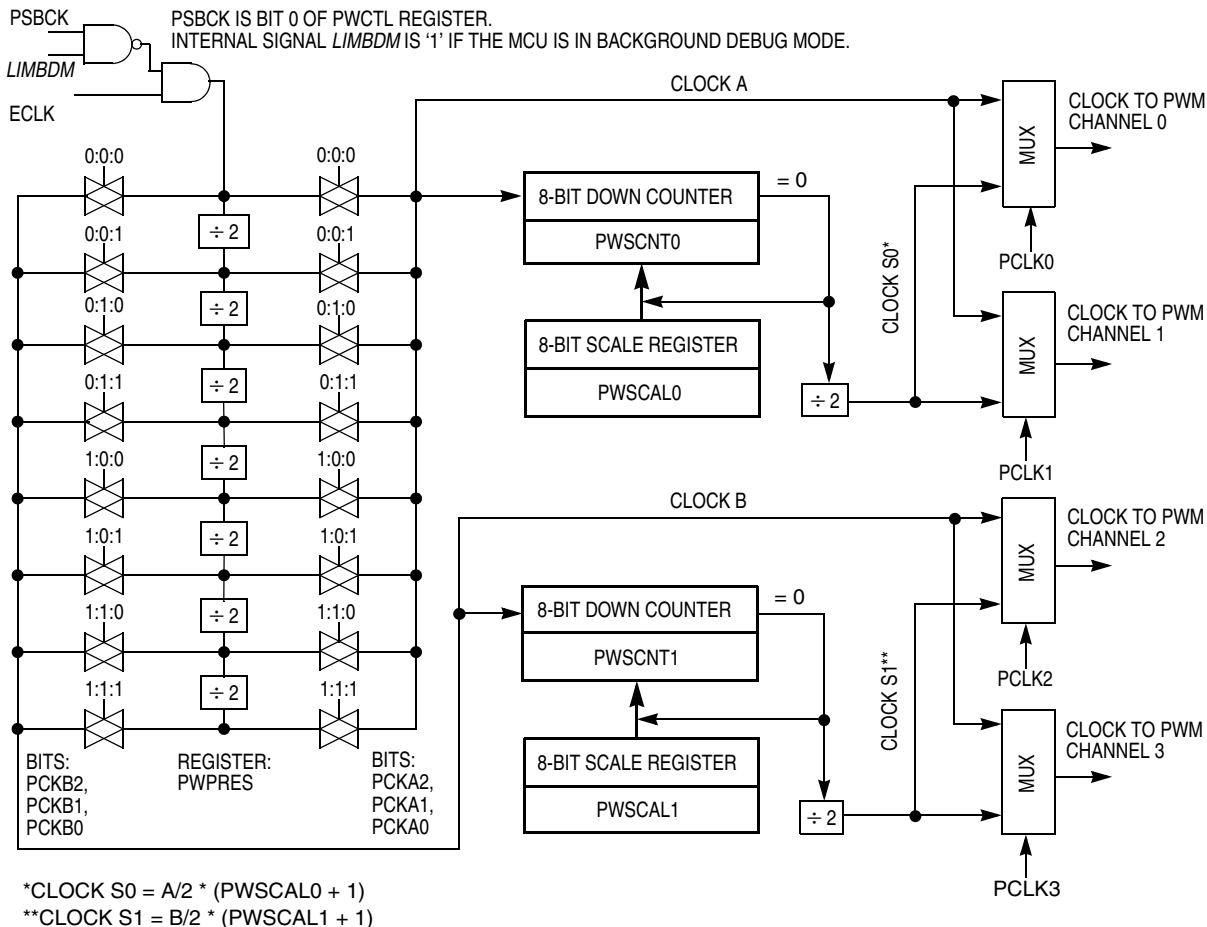 PSBCK
PSBCK IS BIT 0 OF PWCTL REGISTER.
INTERNAL SIGNAL LIMBDM IS ‘1’ IF THE MCU IS IN BACKGROUND DEBUG MODE.
LIMBDM
ECLK
CLOCK A
CLOCK TO PWM
CHANNEL 0
MUX
PCLK0
0:0:0
0:0:0
÷ 2
0:0:1
0:0:1
÷ 2
0:1:0
0:1:0
÷ 2
0:1:1
0:1:1
÷ 2
1:0:0
1:0:0
÷ 2
1:0:1
1:0:1
÷ 2
1:1:0
1:1:0
÷ 2
1:1:1
1:1:1
BITS:
PCKB2,
PCKB1,
PCKB0
REGISTER:
PWPRES
BITS:
PCKA2,
PCKA1,
PCKA0
8-BIT DOWN COUNTER
= 0
PWSCNT0
8-BIT SCALE REGISTER
PWSCAL0
÷ 2
CLOCK S0*
CLOCK TO PWM
CHANNEL 1
MUX
PCLK1
CLOCK B
CLOCK TO PWM
CHANNEL 2
MUX
PCLK2
8-BIT DOWN COUNTER
= 0
PWSCNT1
8-BIT SCALE REGISTER
PWSCAL1
÷ 2
CLOCK S1**
CLOCK TO PWM
CHANNEL 3
MUX
PCLK3
*CLOCK S0 = A/2 * (PWSCAL0 + 1)
**CLOCK S1 = B/2 * (PWSCAL1 + 1)